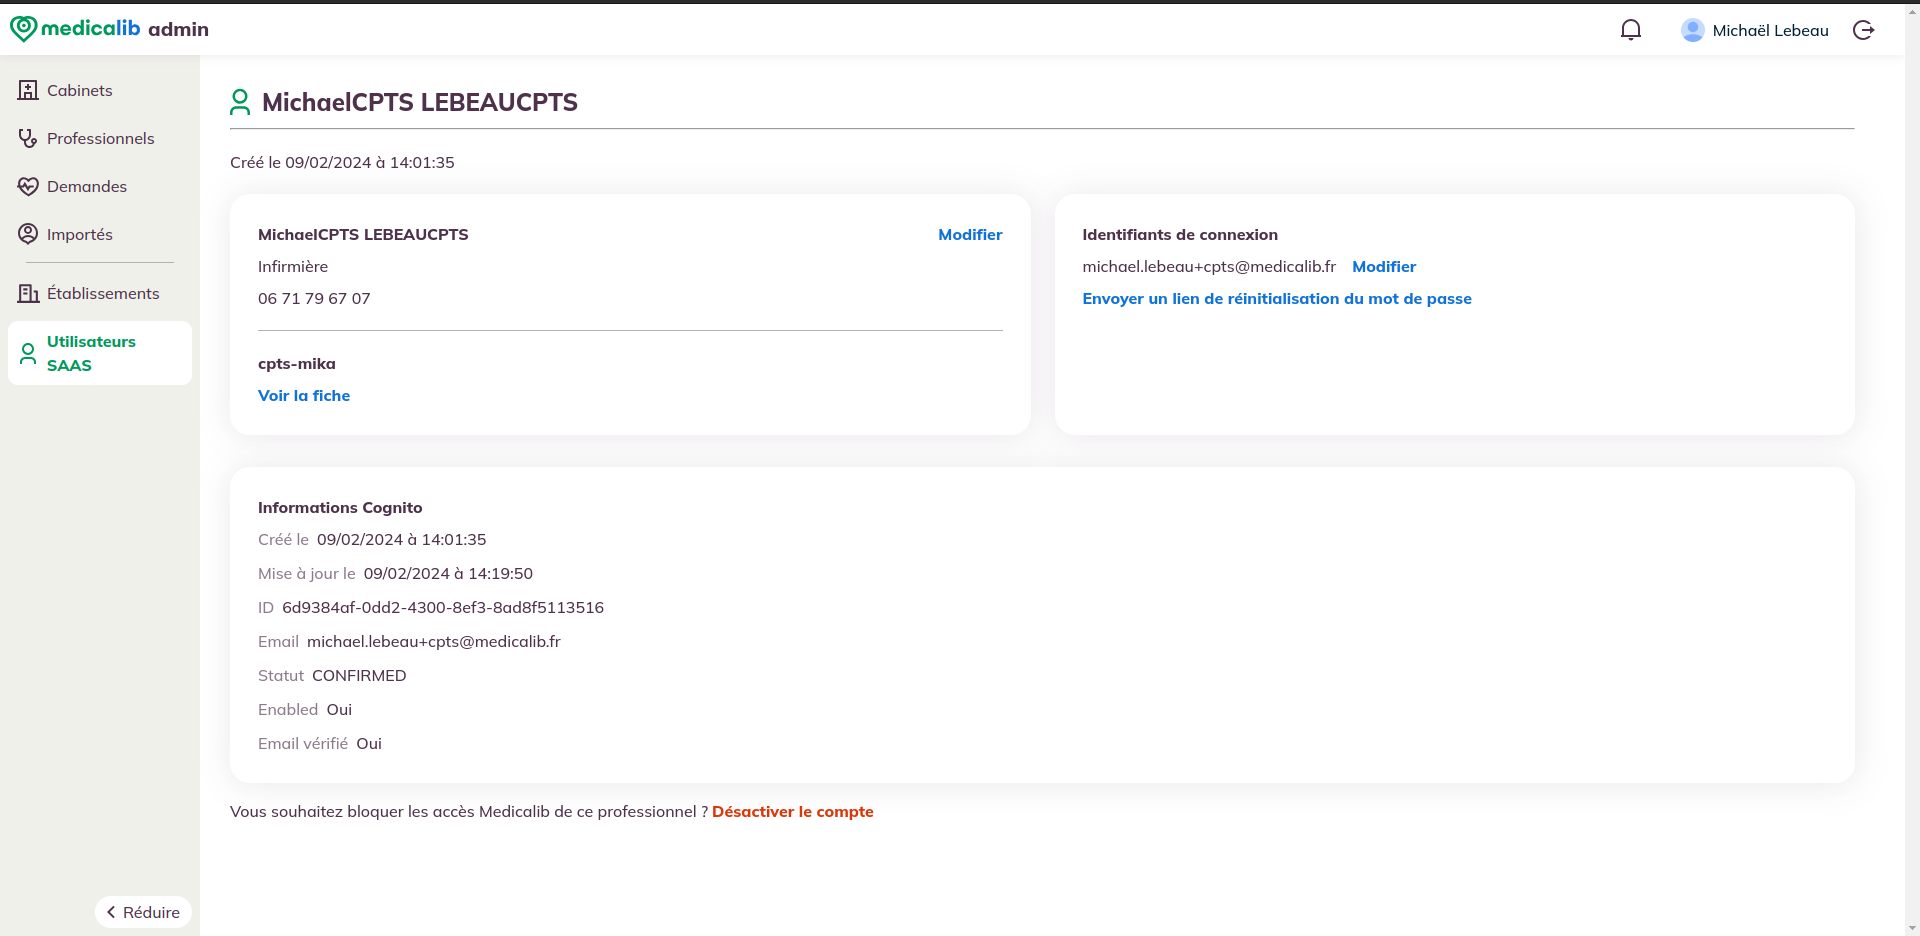 medicalib admin
Michaël Lebeau
Cabinets
Professionnels
Demandes
Importés
Établissements
Utilisateurs
SAAS
Réduire
MichaelCPTS LEBEAUCPTS
Créé le 09/02/2024 à 14:01:35
MichaelCPTS LEBEAUCPTS Modifier
Infirmière
06 71 79 67 07
cpts-mika
Voir la fiche
Identifiants de connexion
michael.lebeau+cpts@medicalib.fr Modifier
Envoyer un lien de réinitialisation du mot de passe
Informations Cognito
Créé le 09/02/2024 à 14:01:35
Mise à jour le 09/02/2024 à 14:19:50
ID 6d9384af-0dd2-4300-8ef3-8ad8f5113516
Email michael.lebeau+cpts@medicalib.fr
Statut CONFIRMED
Enabled Oui
Email vérifié Oui
Vous souhaitez bloquer les accès Medicalib de ce professionnel ? Désactiver le compte